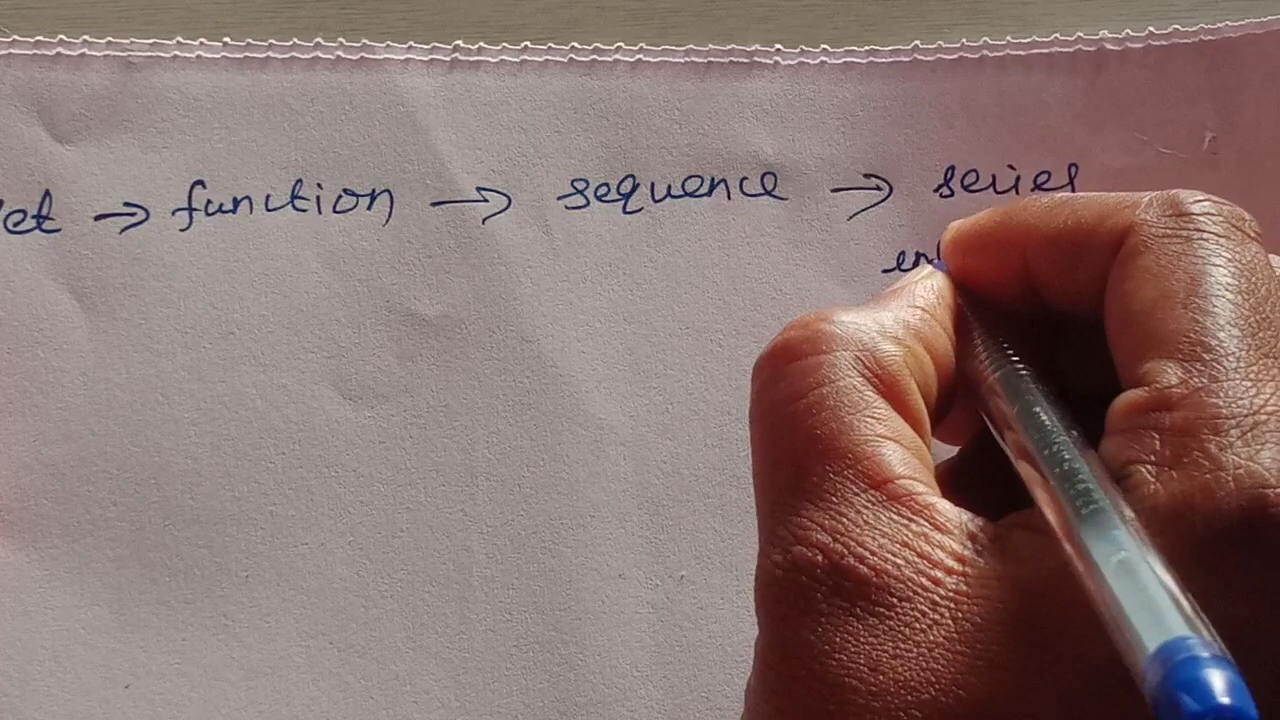 et → function → sequence → series